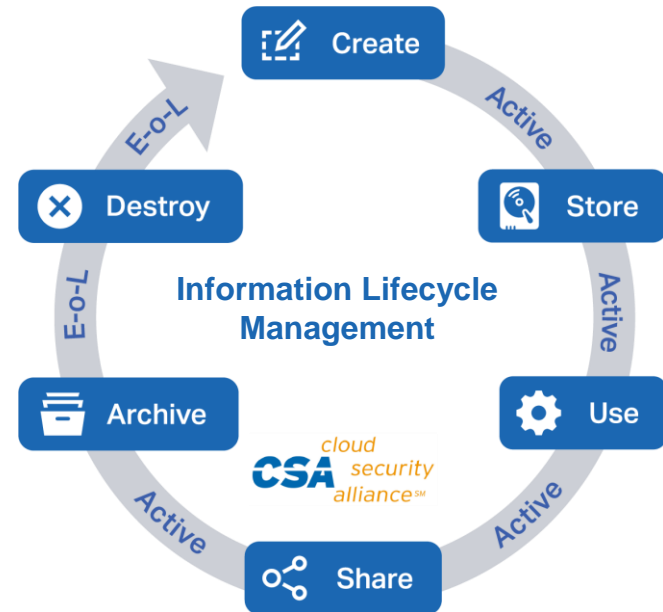 Create
Active
Store
Active
Use
Active
Share
Active
Archive
E-o-L
Destroy
E-o-L
Information Lifecycle
Management
cloud
CSA security
alliance℠